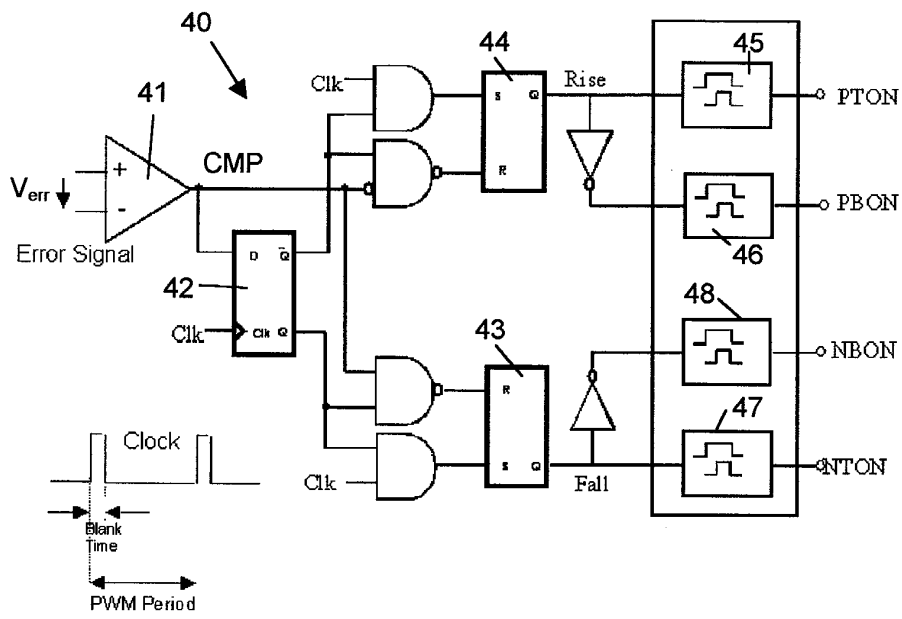 40
44
45
Clk
S
Q
Rise
PTON
41
CMP
+
Verr
-
R
PBON
46
Error Signal
D
Q̄
42
48
Clk
Clk
Q
43
NBON
R
47
Clock
S
Q
NTON
Clk
Fall
Blank
Time
PWM Period